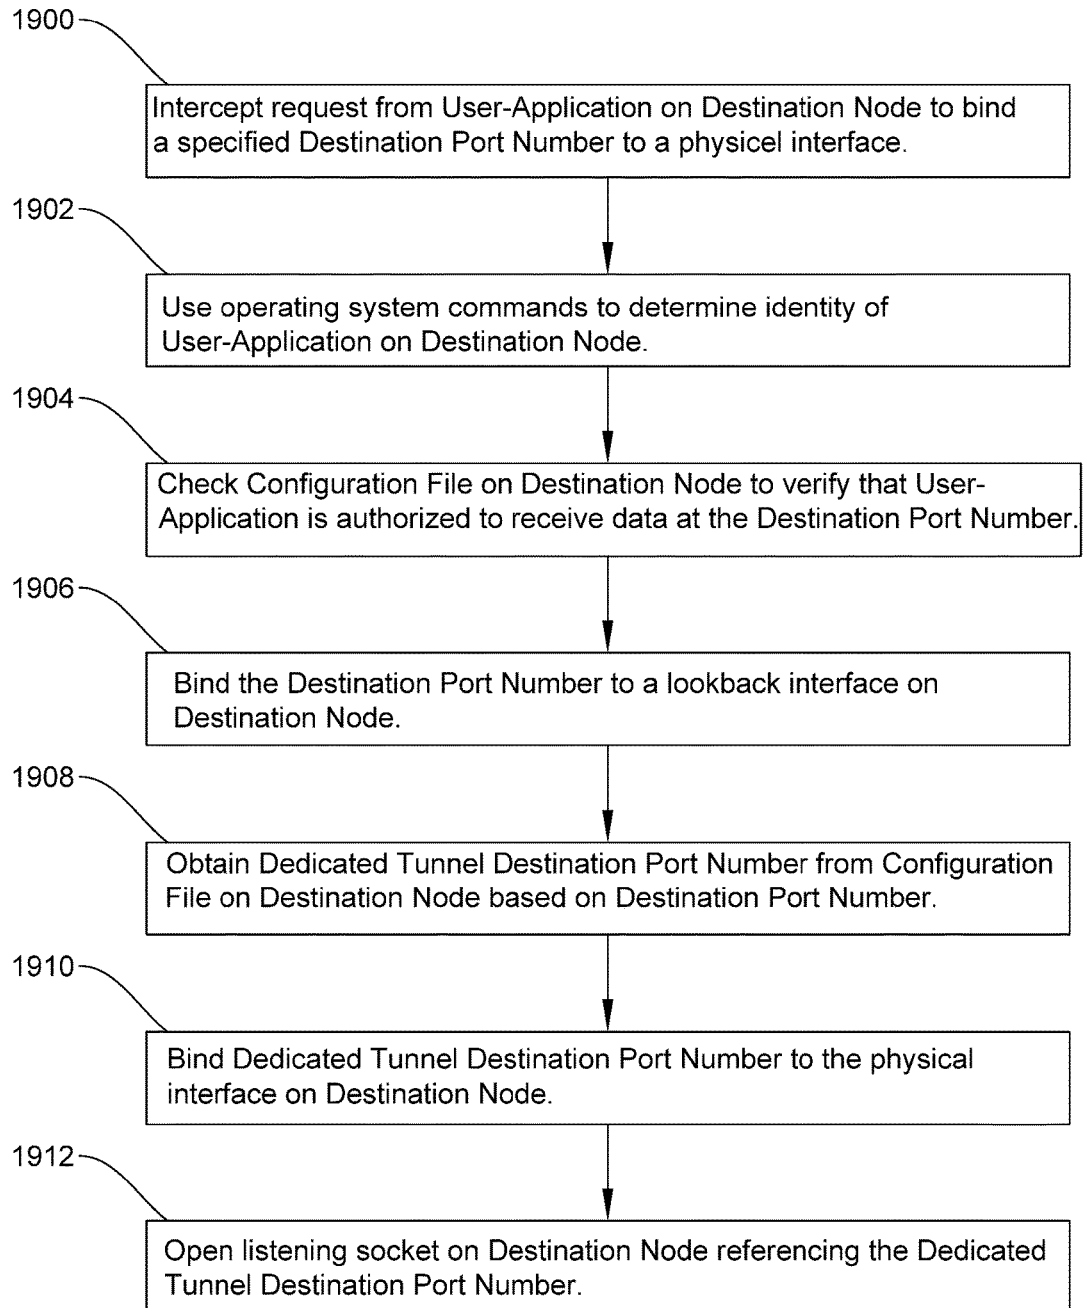 1900
Intercept request from User-Application on Destination Node to bind
a specified Destination Port Number to a physicel interface.
1902
Use operating system commands to determine identity of
User-Application on Destination Node.
1904
Check Configuration File on Destination Node to verify that User-
Application is authorized to receive data at the Destination Port Number.
1906
Bind the Destination Port Number to a lookback interface on
Destination Node.
1908
Obtain Dedicated Tunnel Destination Port Number from Configuration
File on Destination Node based on Destination Port Number.
1910
Bind Dedicated Tunnel Destination Port Number to the physical
interface on Destination Node.
1912
Open listening socket on Destination Node referencing the Dedicated
Tunnel Destination Port Number.